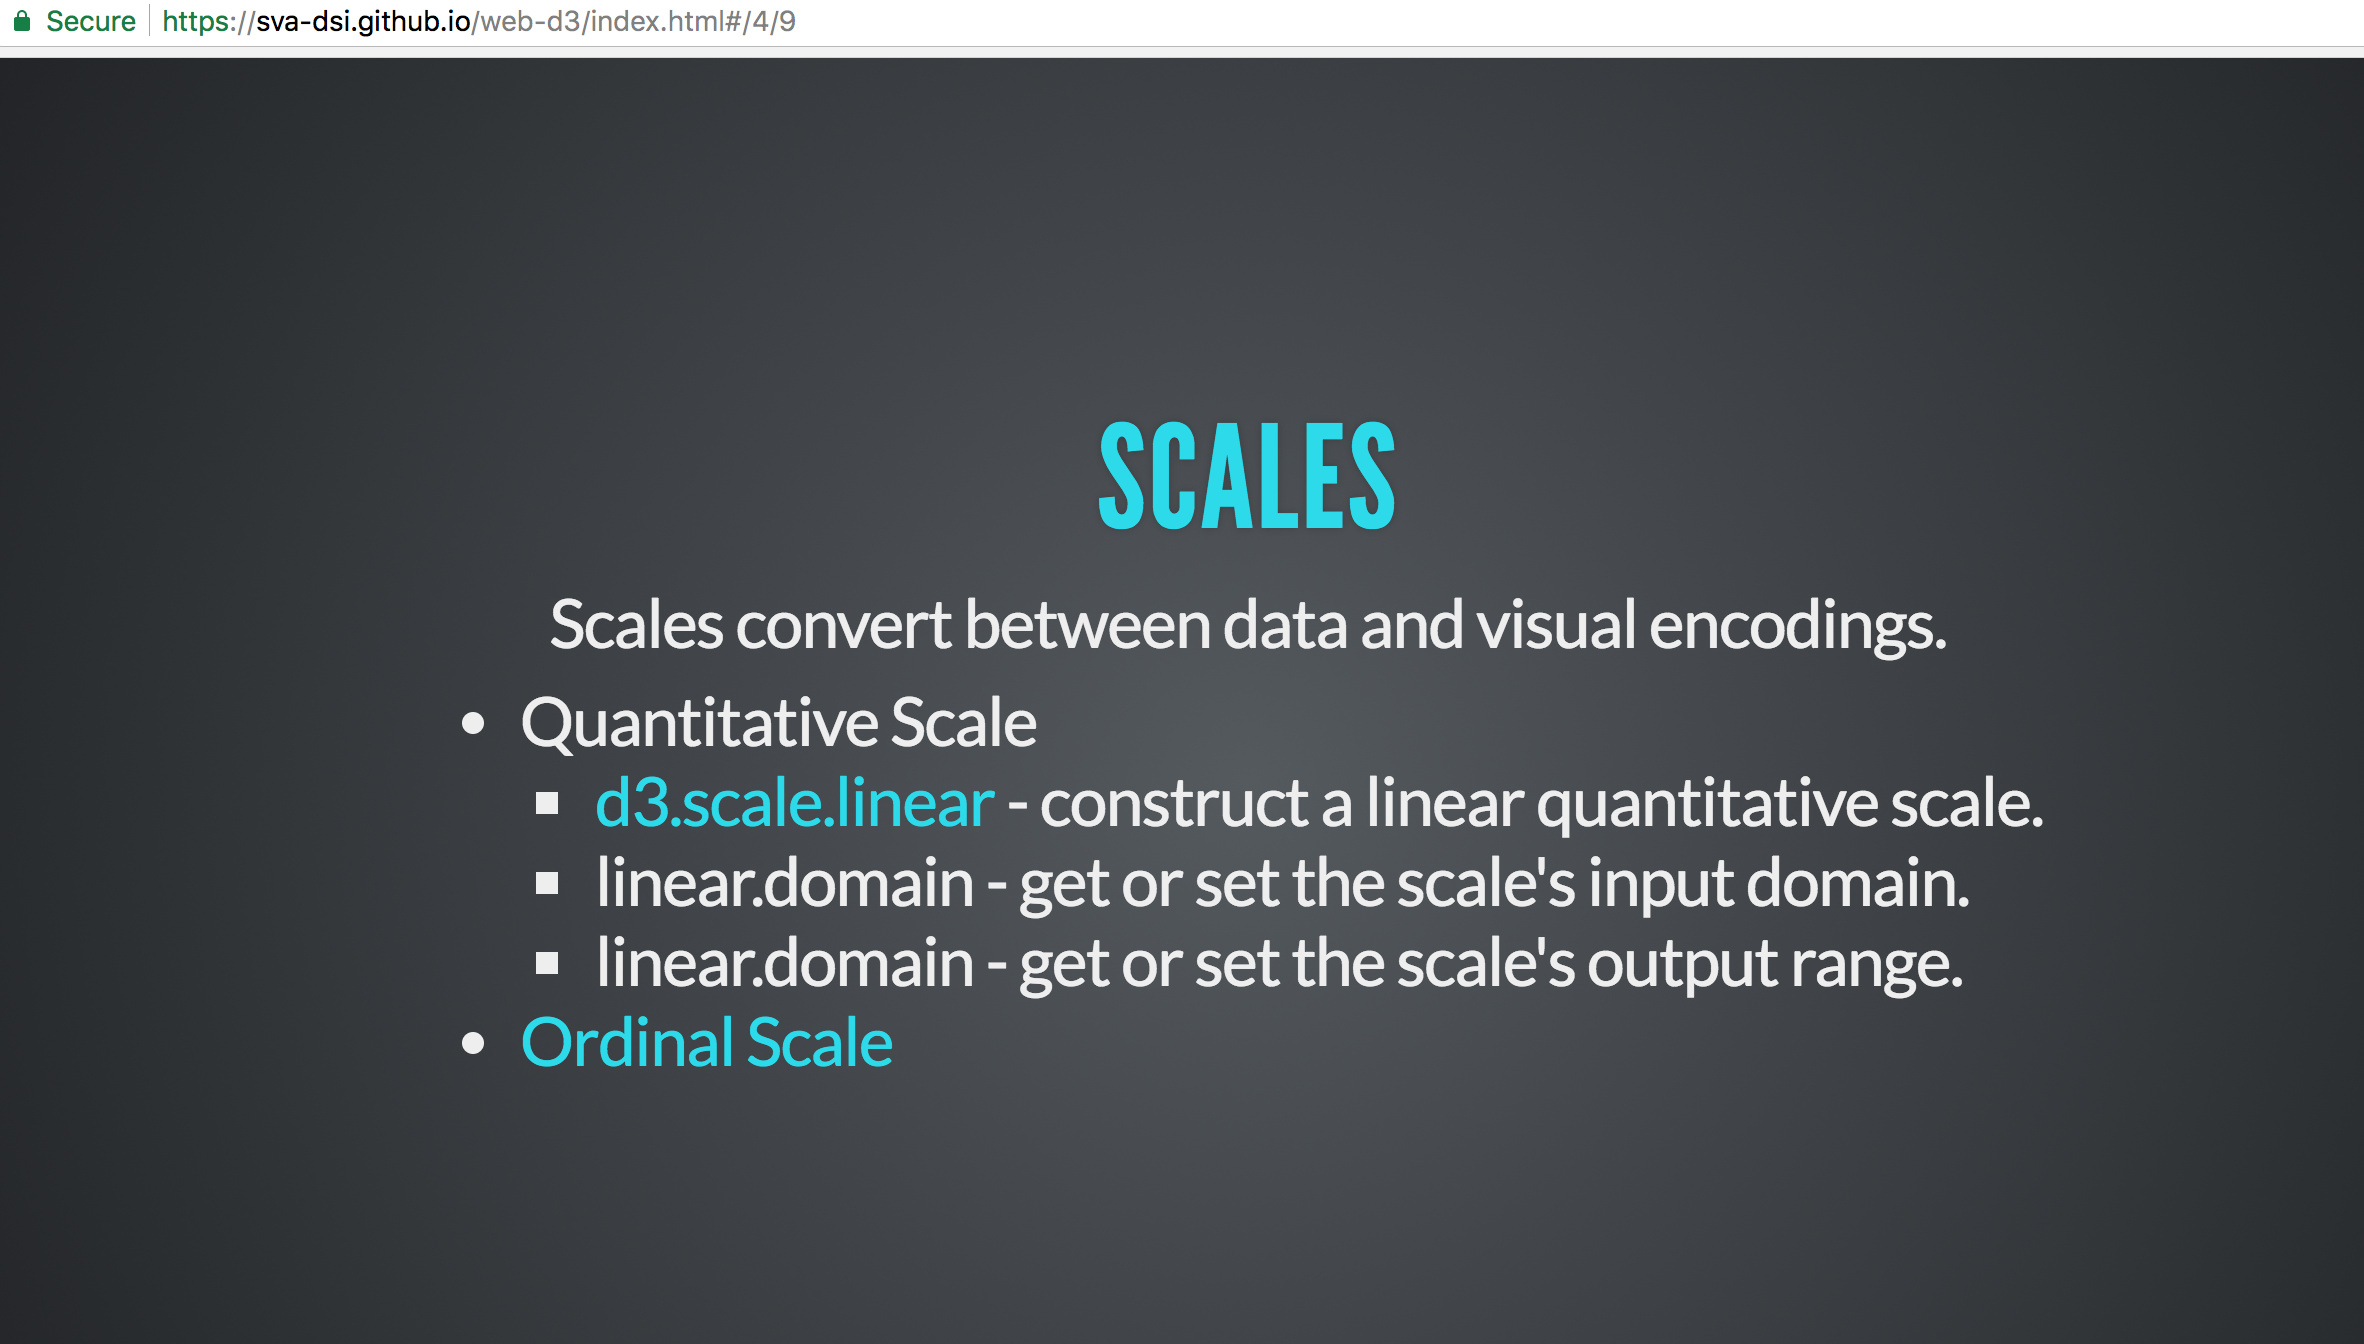 Secure https://sva-dsi.github.io/web-d3/index.html#/4/9
SCALES
Scales convert between data and visual encodings.
• Quantitative Scale
▪ d3.scale.linear - construct a linear quantitative scale.
▪ linear.domain - get or set the scale's input domain.
▪ linear.domain - get or set the scale's output range.
• Ordinal Scale